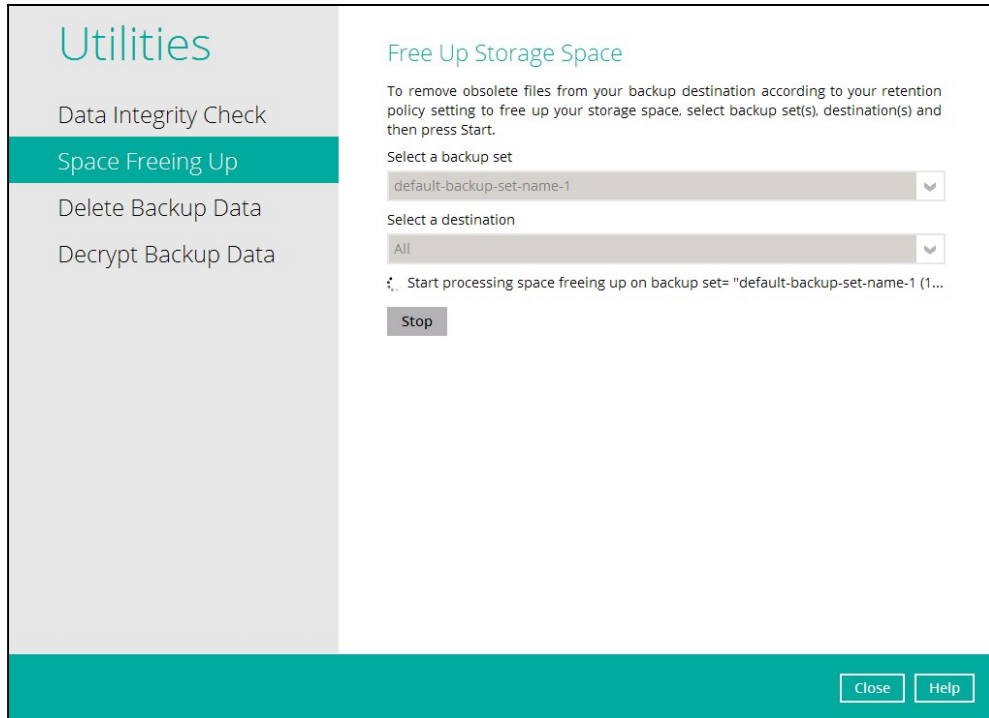 Utilities
Data Integrity Check
Space Freeing Up
Delete Backup Data
Decrypt Backup Data
Free Up Storage Space
To remove obsolete files from your backup destination according to your retention
policy setting to free up your storage space, select backup set(s), destination(s) and
then press Start.
Select a backup set
default-backup-set-name-1
Select a destination
All
Start processing space freeing up on backup set= "default-backup-set-name-1 (1...
Stop
Close
Help